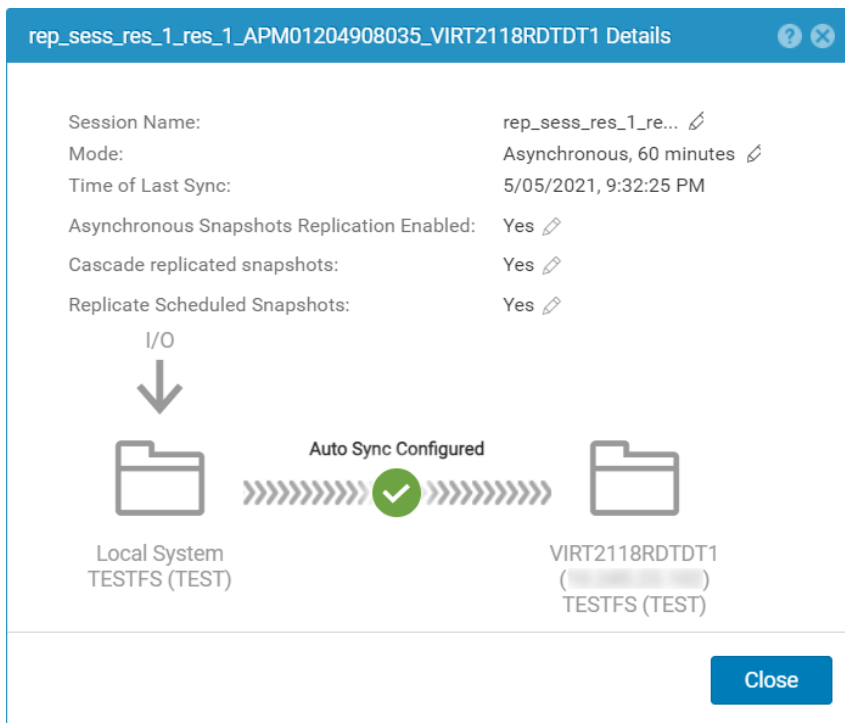 rep_sess_res_1_res_1_APM01204908035_VIRT2118RDTDT1 Details
Session Name: rep_sess_res_1_re...
Mode: Asynchronous, 60 minutes
Time of Last Sync: 5/05/2021, 9:32:25 PM
Asynchronous Snapshots Replication Enabled: Yes
Cascade replicated snapshots: Yes
Replicate Scheduled Snapshots: Yes
I/O
Auto Sync Configured
Local System
TESTFS (TEST)
VIRT2118RDTDT1
( )
TESTFS (TEST)
Close